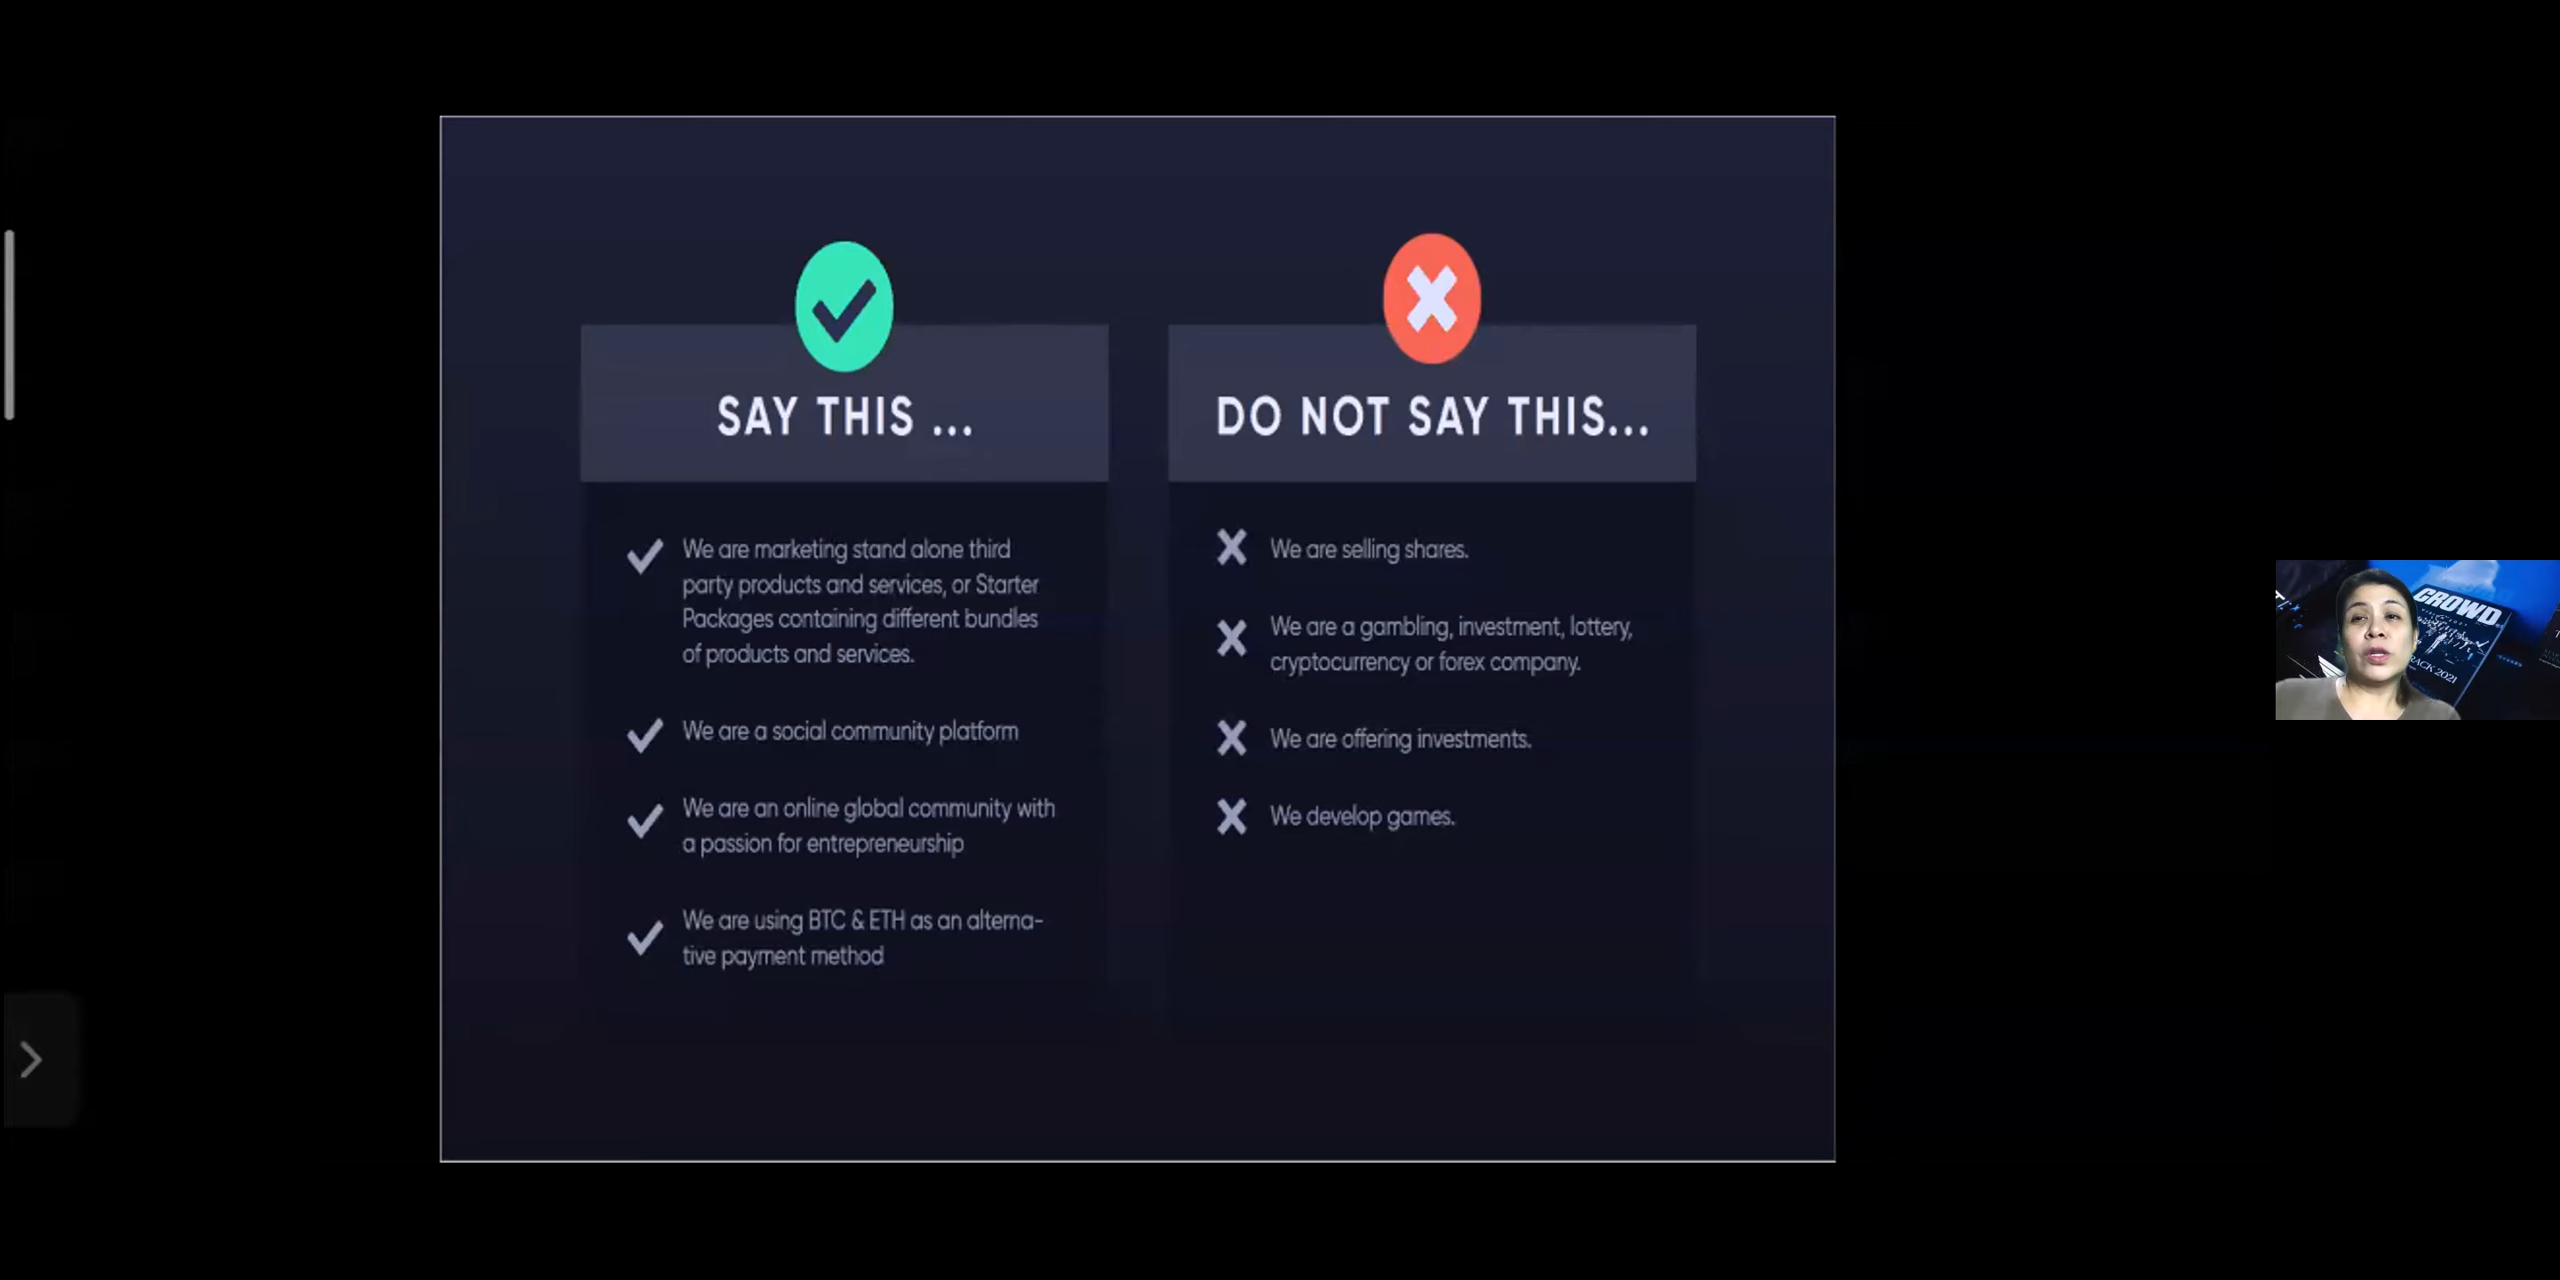 SAY THIS ...
We are marketing stand alone third
party products and services, or Starter
Packages containing different bundles
of products and services.
We are a social community platform
We are an online global community with
a passion for entrepreneurship
We are using BTC & ETH as an alterna-
tive payment method
DO NOT SAY THIS...
We are selling shares.
We are a gambling, investment, lottery,
cryptocurrency or forex company.
We are offering investments.
We develop games.
CROWD
RACK 2021